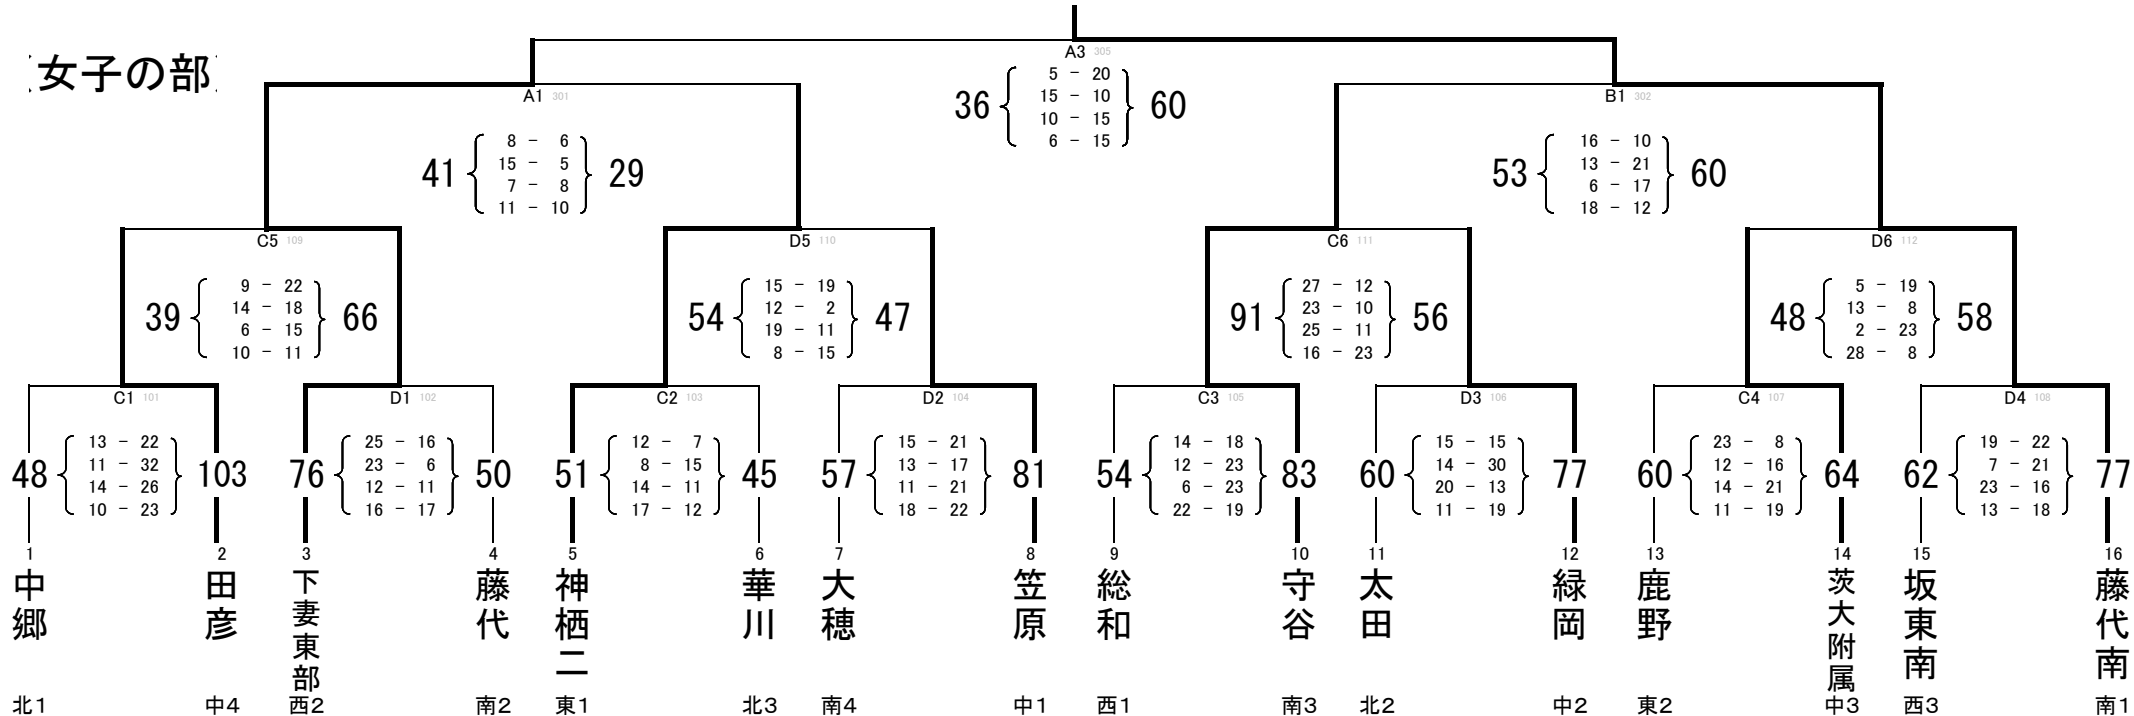 女子の部
A3 305
36 60
5 - 20
15 - 10
10 - 15
6 - 15
A1 301
41 29
8 - 6
15 - 5
7 - 8
11 - 10
B1 302
53 60
16 - 10
13 - 21
6 - 17
18 - 12
C5 109
39 66
9 - 22
14 - 18
6 - 15
10 - 11
D5 110
54 47
15 - 19
12 - 2
19 - 11
8 - 15
C6 111
91 56
27 - 12
23 - 10
25 - 11
16 - 23
D6 112
48 58
5 - 19
13 - 8
2 - 23
28 - 8
C1 101
48 103
13 - 22
11 - 32
14 - 26
10 - 23
D1 102
76 50
25 - 16
23 - 6
12 - 11
16 - 17
C2 103
51 45
12 - 7
8 - 15
14 - 11
17 - 12
D2 104
57 81
15 - 21
13 - 17
11 - 21
18 - 22
C3 105
54 83
14 - 18
12 - 23
6 - 23
22 - 19
D3 106
60 77
15 - 15
14 - 30
20 - 13
11 - 19
C4 107
60 64
23 - 8
12 - 16
14 - 21
11 - 19
D4 108
62 77
19 - 22
7 - 21
23 - 16
13 - 18
1 2 3 4 5 6 7 8 9 10 11 12 13 14 15 16
中郷
田彦
下妻東部
藤代
神栖二
華川
大穂
笠原
総和
守谷
太田
緑岡
鹿野
茨大附属
坂東南
藤代南
北1 中4 西2 南2 東1 北3 南4 中1 西1 南3 北2 中2 東2 中3 西3 南1